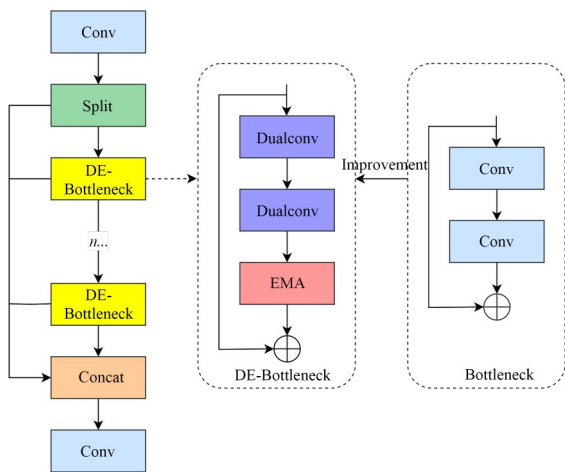 Conv
Split
DE-
Bottleneck
n...
DE-
Bottleneck
Concat
Conv
Dualconv
Dualconv
EMA
DE-Bottleneck
Improvement
Conv
Conv
Bottleneck